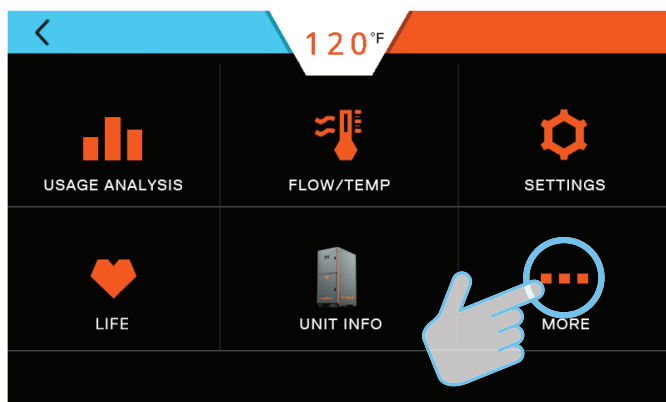 120°F
USAGE ANALYSIS
FLOW/TEMP
SETTINGS
LIFE
UNIT INFO
MORE